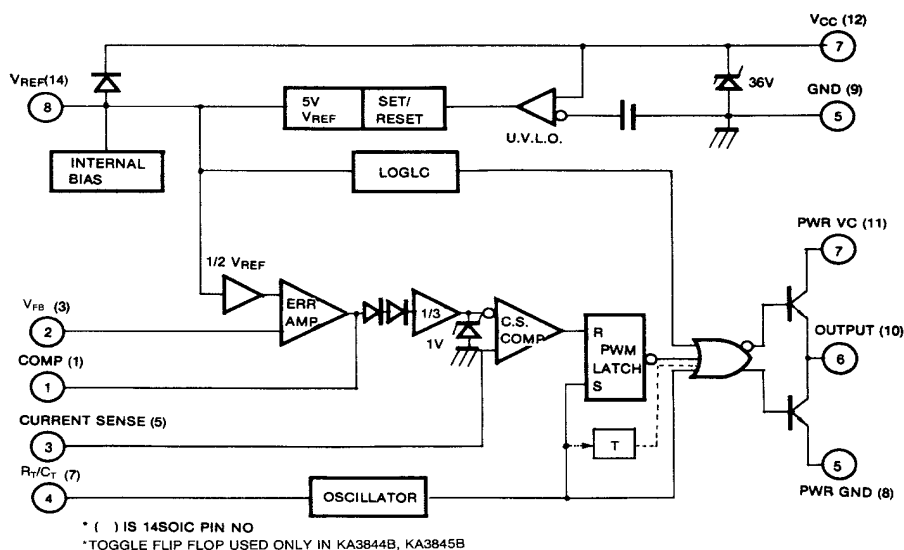 VCC (12)
7
VREF(14)
8
5V
VREF
SET/
RESET
36V
GND (9)
5
U.V.L.O.
INTERNAL
BIAS
LOGLC
PWR VC (11)
7
1/2 VREF
VFB (3)
2
ERR
AMP
1/3
1V
C.S.
COMP
R
PWM
LATCH
S
OUTPUT (10)
6
COMP (1)
1
CURRENT SENSE (5)
3
T
5
PWR GND (8)
RT/CT (7)
4
OSCILLATOR
* ( ) IS 14SOIC PIN NO
*TOGGLE FLIP FLOP USED ONLY IN KA3844B, KA3845B